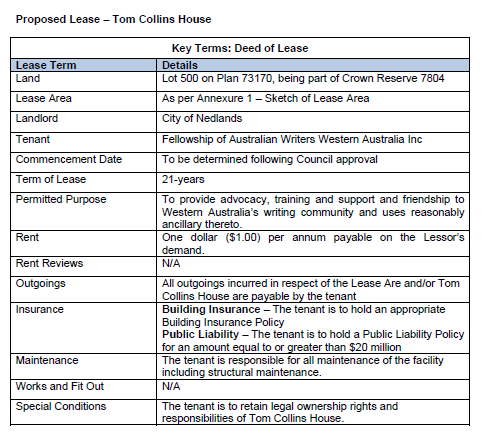 Proposed Lease – Tom Collins House
Key Terms: Deed of Lease
Lease Term Details
Land Lot 500 on Plan 73170, being part of Crown Reserve 7804
Lease Area As per Annexure 1 – Sketch of Lease Area
Landlord City of Nedlands
Tenant Fellowship of Australian Writers Western Australia Inc
Commencement Date To be determined following Council approval
Term of Lease 21-years
Permitted Purpose To provide advocacy, training and support and friendship to
Western Australia's writing community and uses reasonably
ancillary thereto.
Rent One dollar ($1.00) per annum payable on the Lessor's
demand.
Rent Reviews N/A
Outgoings All outgoings incurred in respect of the Lease Are and/or Tom
Collins House are payable by the tenant
Insurance Building Insurance – The tenant is to hold an appropriate
Building Insurance Policy
Public Liability – The tenant is to hold a Public Liability Policy
for an amount equal to or greater than $20 million
Maintenance The tenant is responsible for all maintenance of the facility
including structural maintenance.
Works and Fit Out N/A
Special Conditions The tenant is to retain legal ownership rights and
responsibilities of Tom Collins House.